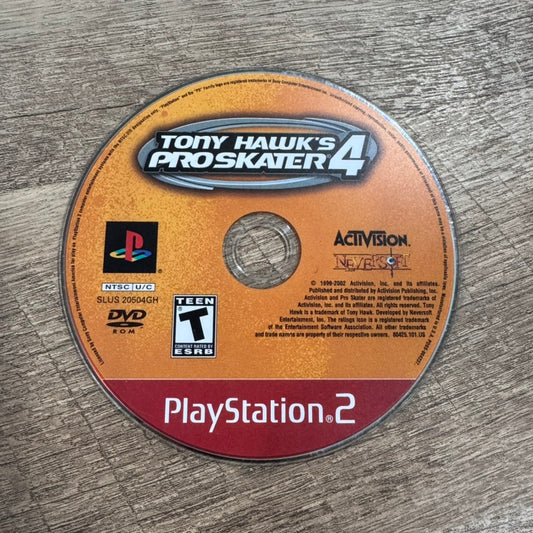 TONY HAWK'S
PRO SKATER 4
NTSC U/C
SLUS 20504GH
DVD
ROM
TEEN
T
CONTENT RATED BY
ESRB
ACTIVISION.
NEVERSOFT
© 1999-2002 Activision, Inc. and its affiliates.
Published and distributed by Activision Publishing, Inc.
Activision and Pro Skater are registered trademarks of
Activision, Inc. and its affiliates. All rights reserved. Tony
Hawk is a trademark of Tony Hawk. Developed by Neversoft
Entertainment, Inc. The ratings icon is a registered trademark
of the Entertainment Software Association. All other trademarks
and trade names are property of their respective owners. 80425.101.US
PlayStation®2